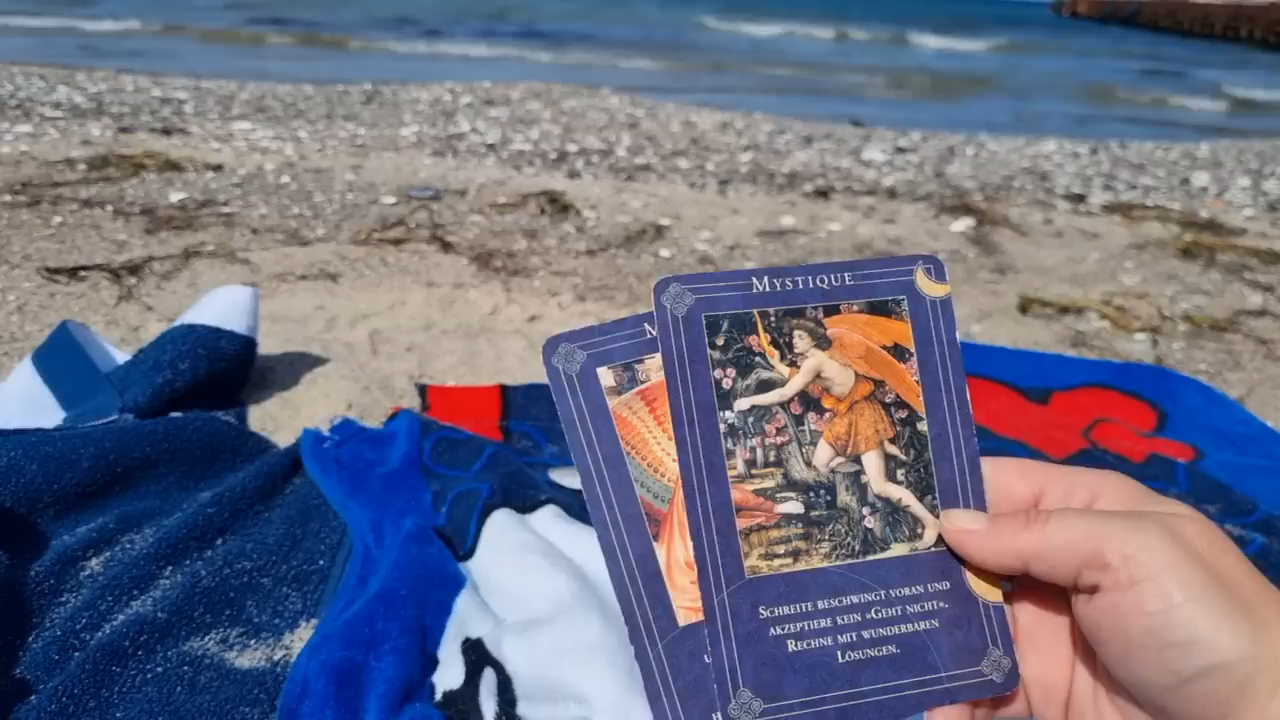 Mystique
Schreite beschwingt voran und
akzeptiere kein »Geht nicht«.
Rechne mit wunderbaren
Lösungen.